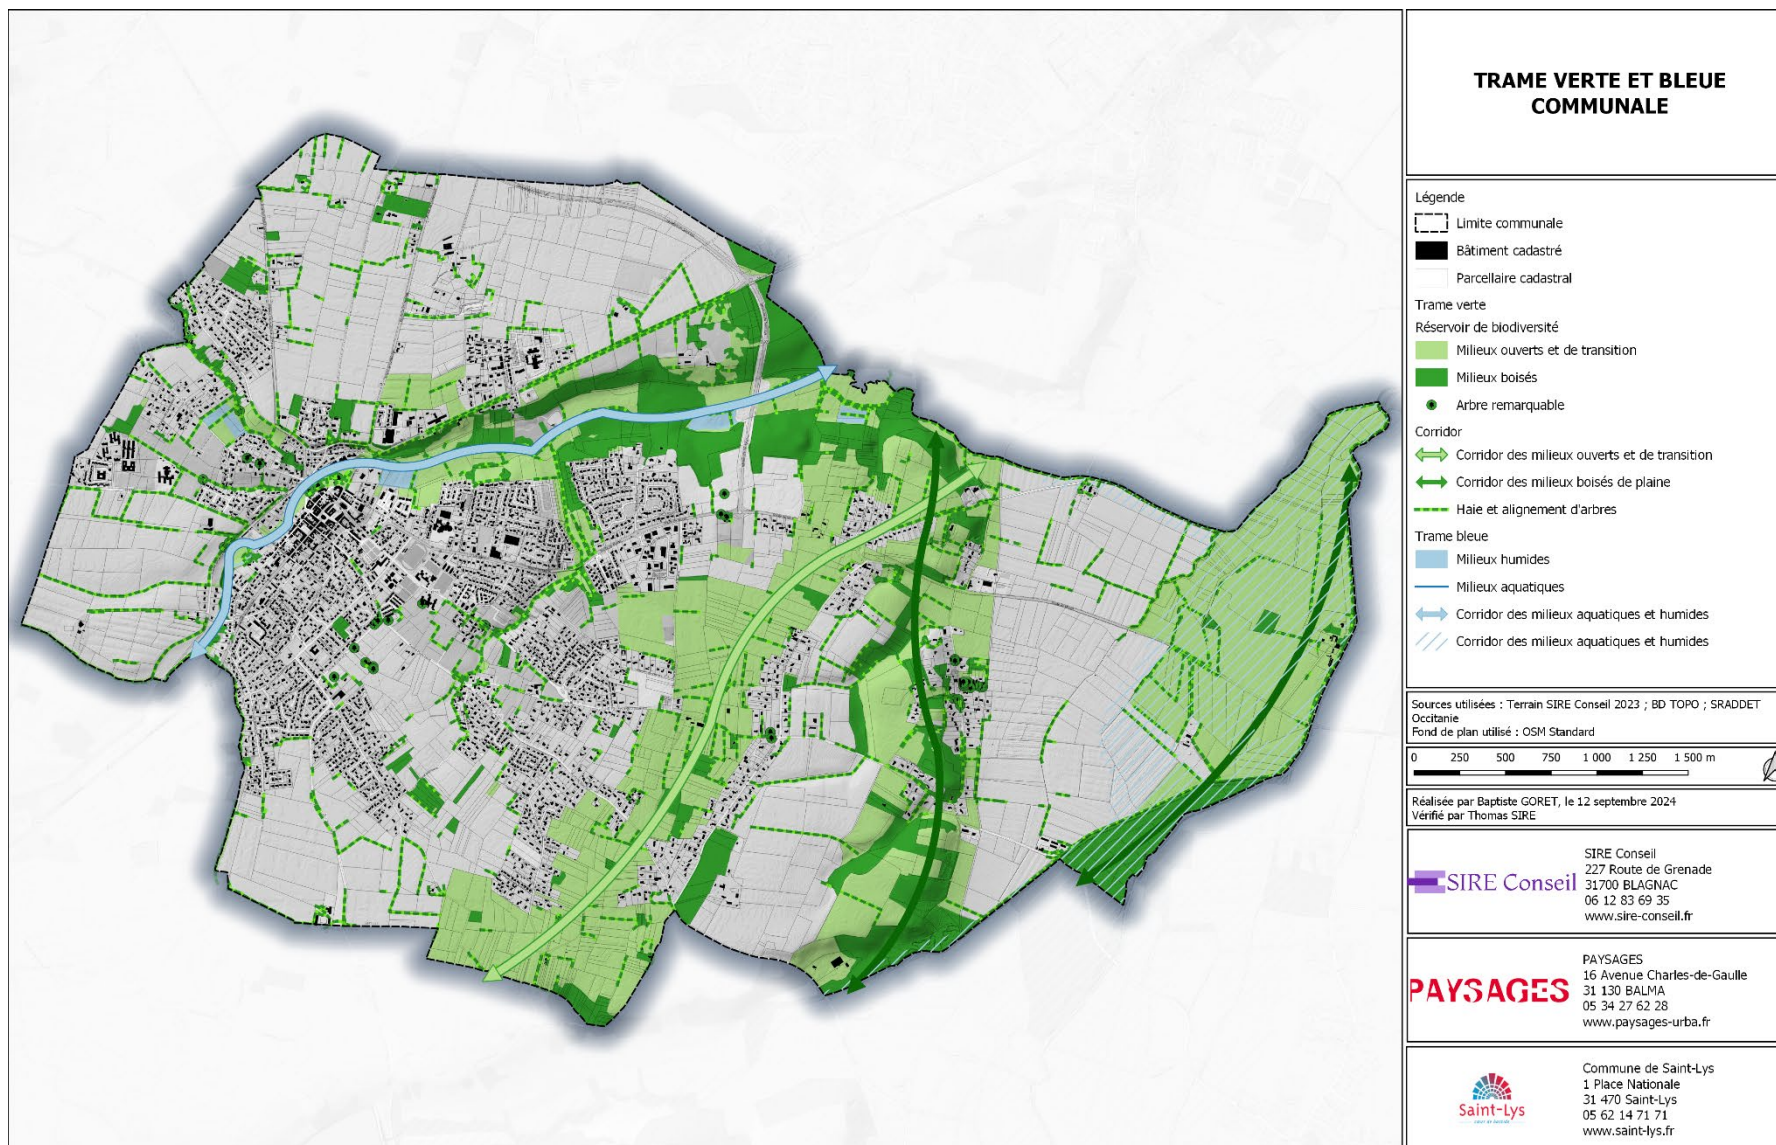 TRAME VERTE ET BLEUE
COMMUNALE
Légende
Limite communale
Bâtiment cadastré
Parcellaire cadastral
Trame verte
Réservoir de biodiversité
Milieux ouverts et de transition
Milieux boisés
Arbre remarquable
Corridor
Corridor des milieux ouverts et de transition
Corridor des milieux boisés de plaine
Haie et alignement d'arbres
Trame bleue
Milieux humides
Milieux aquatiques
Corridor des milieux aquatiques et humides
Corridor des milieux aquatiques et humides
Sources utilisées : Terrain SIRE Conseil 2023 ; BD TOPO ; SRADDET
Occitanie
Fond de plan utilisé : OSM Standard
0 250 500 750 1 000 1 250 1 500 m
Réalisée par Baptiste GORET, le 12 septembre 2024
Vérifié par Thomas SIRE
SIRE Conseil
SIRE Conseil
227 Route de Grenade
31700 BLAGNAC
06 12 83 69 35
www.sire-conseil.fr
PAYSAGES
PAYSAGES
16 Avenue Charles-de-Gaulle
31 130 BALMA
05 34 27 62 28
www.paysages-urba.fr
Saint-Lys
Commune de Saint-Lys
1 Place Nationale
31 470 Saint-Lys
05 62 14 71 71
www.saint-lys.fr